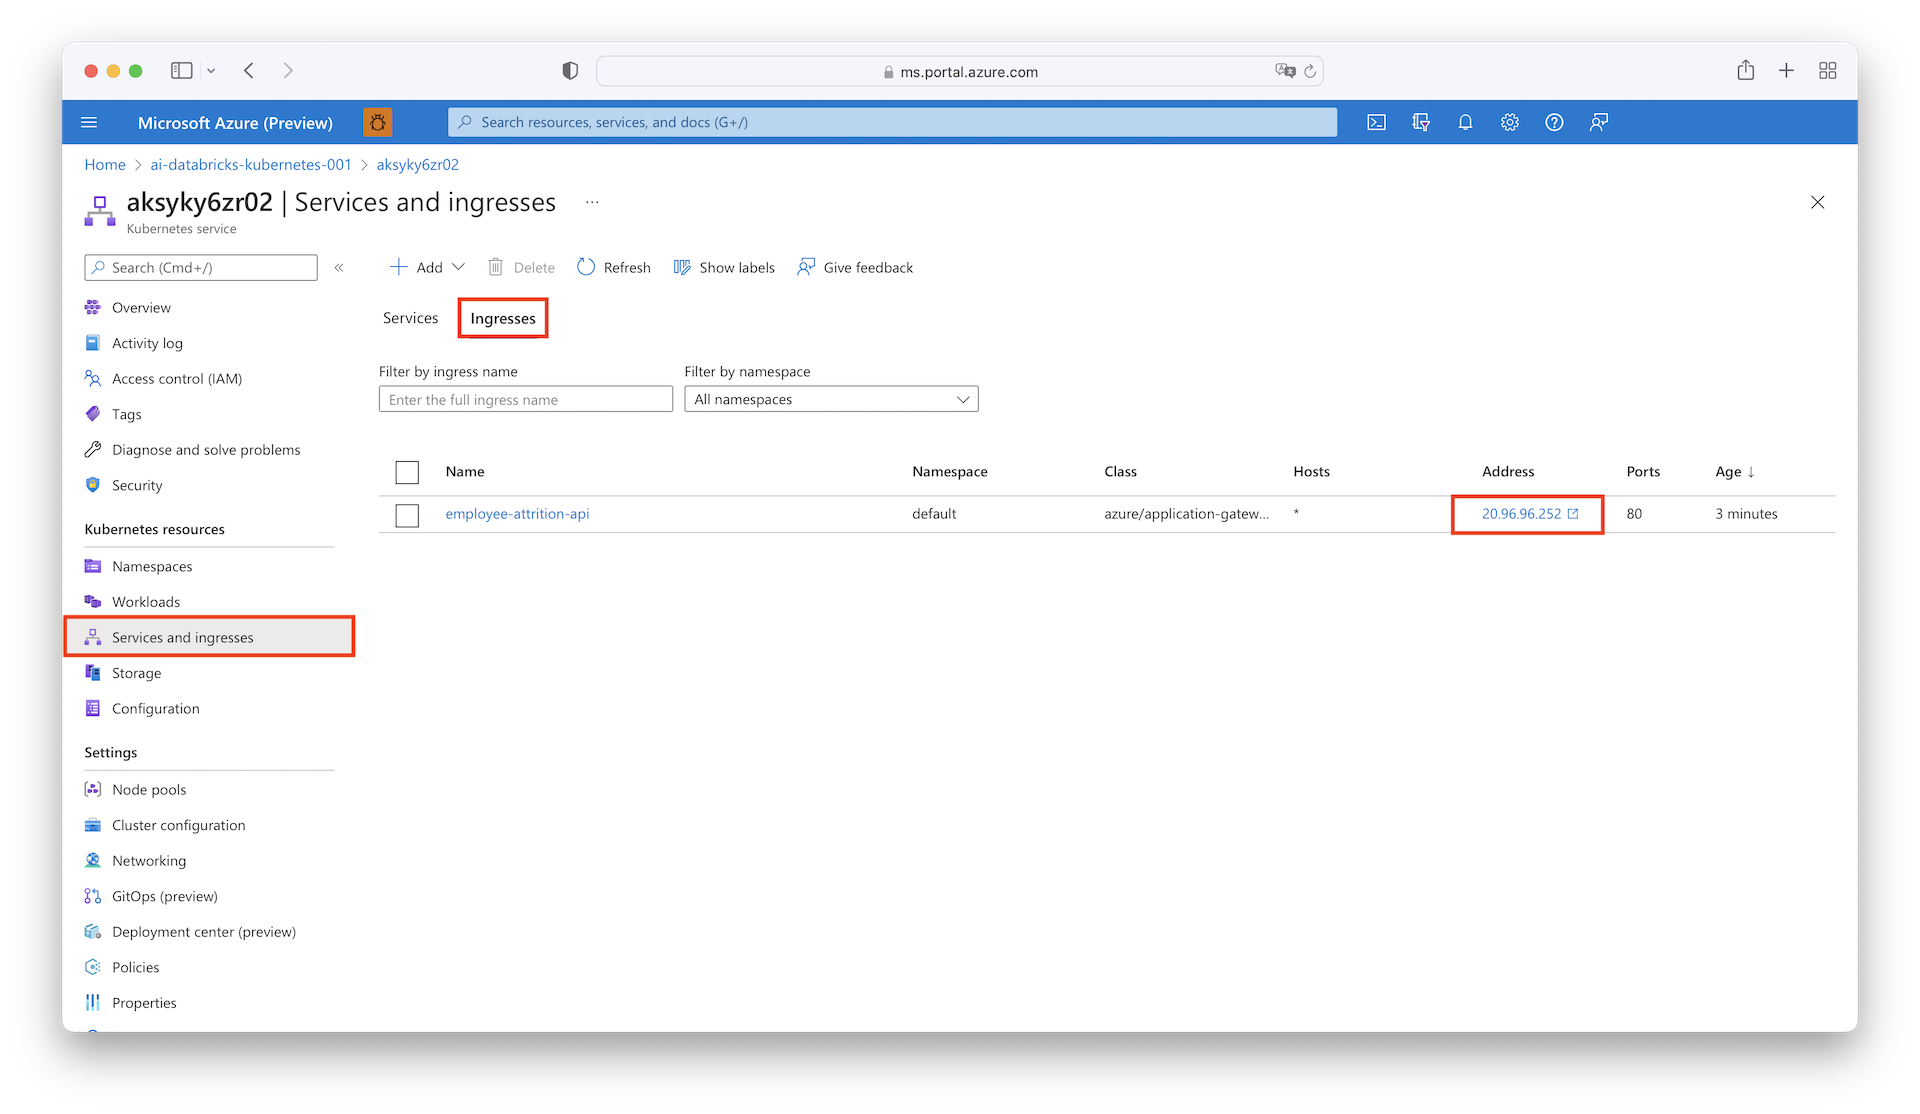 ms.portal.azure.com
Microsoft Azure (Preview)
Search resources, services, and docs (G+/)
Home > ai-databricks-kubernetes-001 > aksyky6zr02
aksyky6zr02 | Services and ingresses ...
Kubernetes service
Search (Cmd+/)
«
Add
Delete
Refresh
Show labels
Give feedback
Overview
Activity log
Access control (IAM)
Tags
Diagnose and solve problems
Security
Kubernetes resources
Namespaces
Workloads
Services and ingresses
Storage
Configuration
Settings
Node pools
Cluster configuration
Networking
GitOps (preview)
Deployment center (preview)
Policies
Properties
Services
Ingresses
Filter by ingress name
Filter by namespace
Enter the full ingress name
All namespaces
Name Namespace Class Hosts Address Ports Age ↓
employee-attrition-api default azure/application-gatew... * 20.96.96.252 80 3 minutes